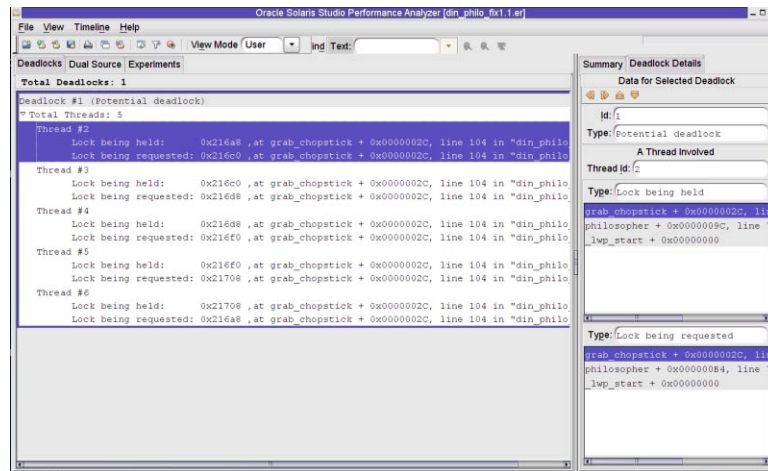 Oracle Solaris Studio Performance Analyzer [din_philo_fix1.1.er]
File View Timeline Help
View Mode User ind Text:
Deadlocks Dual Source Experiments
Total Deadlocks: 1
Deadlock #1 (Potential deadlock)
Total Threads: 5
Thread #2
Lock being held: 0x216a8 ,at grab_chopstick + 0x0000002C, line 104 in "din_philo
Lock being requested: 0x216c0 ,at grab_chopstick + 0x0000002C, line 104 in "din_philo
Thread #3
Lock being held: 0x216c0 ,at grab_chopstick + 0x0000002C, line 104 in "din_philo
Lock being requested: 0x216d8 ,at grab_chopstick + 0x0000002C, line 104 in "din_philo
Thread #4
Lock being held: 0x216d8 ,at grab_chopstick + 0x0000002C, line 104 in "din_philo
Lock being requested: 0x216f0 ,at grab_chopstick + 0x0000002C, line 104 in "din_philo
Thread #5
Lock being held: 0x216f0 ,at grab_chopstick + 0x0000002C, line 104 in "din_philo
Lock being requested: 0x21708 ,at grab_chopstick + 0x0000002C, line 104 in "din_philo
Thread #6
Lock being held: 0x21708 ,at grab_chopstick + 0x0000002C, line 104 in "din_philo
Lock being requested: 0x216a8 ,at grab_chopstick + 0x0000002C, line 104 in "din_philo
Summary Deadlock Details
Data for Selected Deadlock
Id: 1
Type: Potential deadlock
A Thread Involved
Thread Id: 2
Type: Lock being held
grab_chopstick + 0x0000002C, li
philosopher + 0x0000009C, line
_lwp_start + 0x00000000
Type: Lock being requested
grab_chopstick + 0x0000002C, li
philosopher + 0x000000B4, line
_lwp_start + 0x00000000